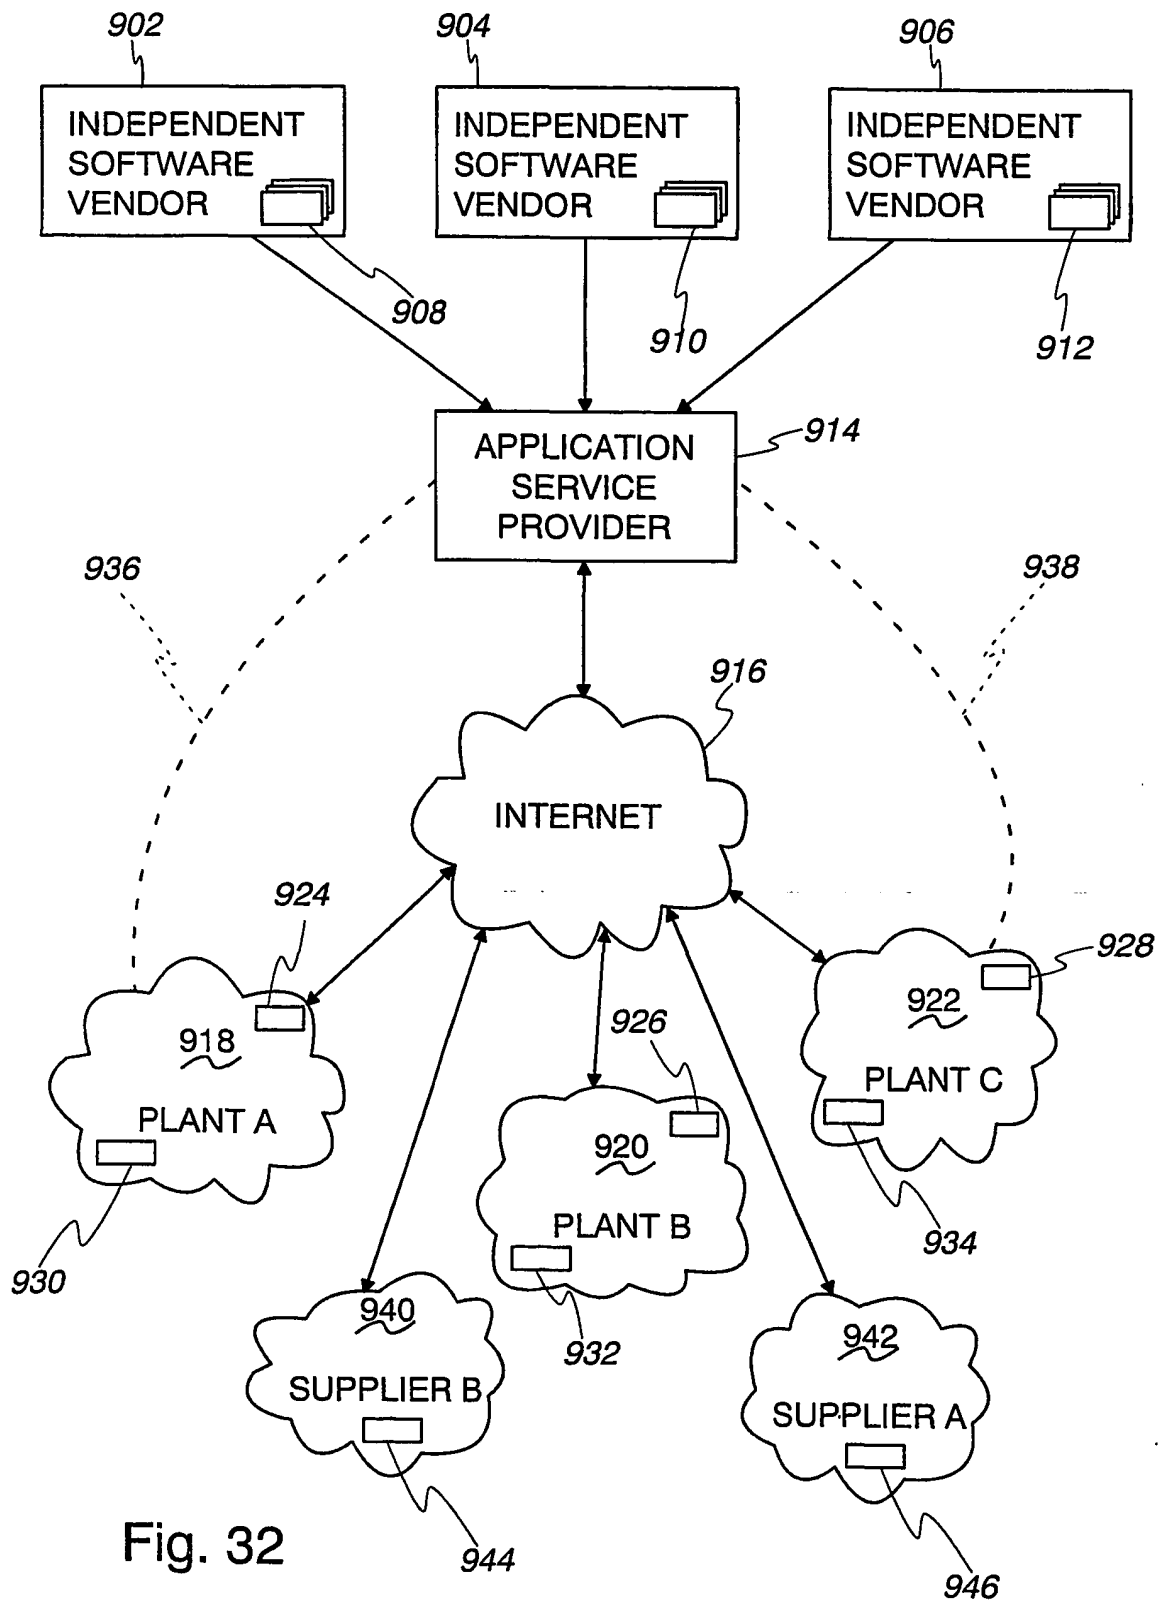 902
904
906
INDEPENDENT
SOFTWARE
VENDOR
INDEPENDENT
SOFTWARE
VENDOR
INDEPENDENT
SOFTWARE
VENDOR
908
910
912
APPLICATION
SERVICE
PROVIDER
914
936
938
916
INTERNET
924
928
918
PLANT A
926
922
PLANT C
920
PLANT B
930
934
932
940
SUPPLIER B
942
SUPPLIER A
944
946
Fig. 32